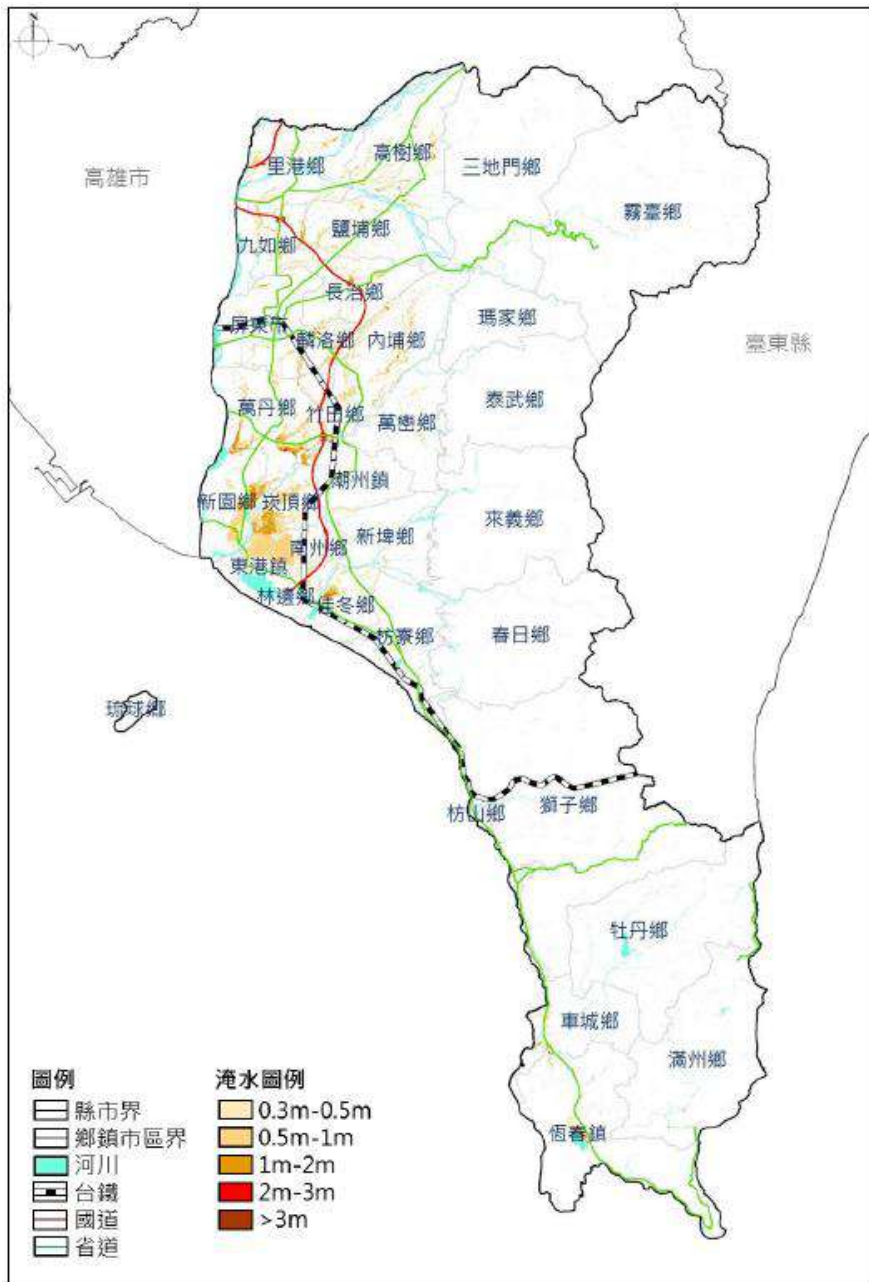 高雄市
里港鄉
高樹鄉
三地門鄉
霧臺鄉
九如鄉
鹽埔鄉
長治鄉
屏東市
麟洛鄉
內埔鄉
瑪家鄉
臺東縣
萬丹鄉
竹田鄉
萬巒鄉
泰武鄉
潮州鎮
新園鄉
崁頂鄉
來義鄉
南州鄉
新埤鄉
東港鎮
林邊鄉
佳冬鄉
枋寮鄉
春日鄉
琉球鄉
枋山鄉
獅子鄉
牡丹鄉
車城鄉
滿州鄉
恆春鎮
圖例
縣市界
鄉鎮市區界
河川
台鐵
國道
省道
淹水圖例
0.3m-0.5m
0.5m-1m
1m-2m
2m-3m
>3m